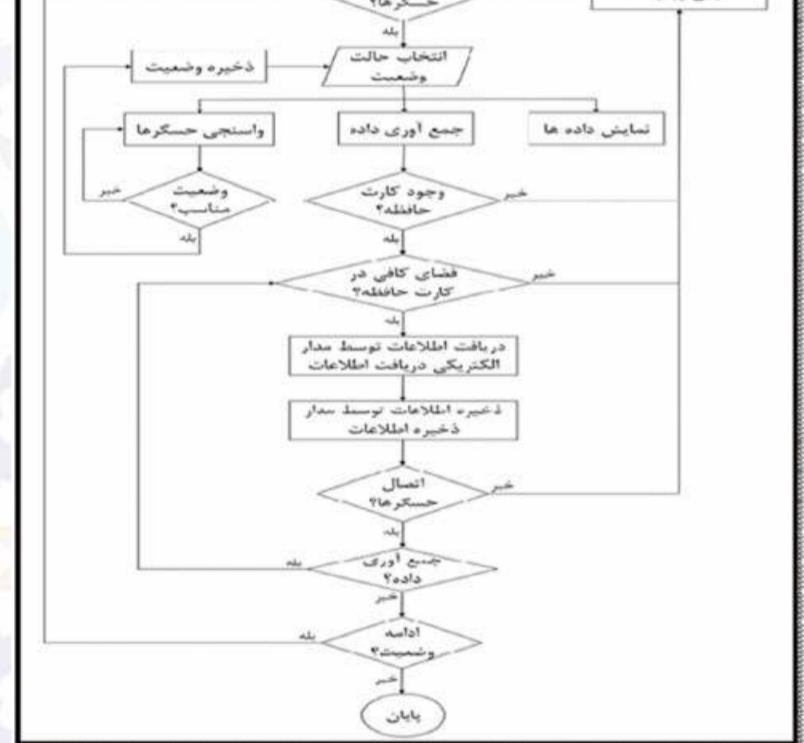 حسگرها؟
بله
انتخاب حالت
وضعیت
ذخیره وضعیت
نمایش داده ها
جمع آوری داده
واسنجی حسگرها
وجود کارت
حافظه؟
خیر
وضعیت
مناسب؟
خیر
بله
بله
فضای کافی در
کارت حافظه؟
خیر
بله
دریافت اطلاعات توسط مدار
الکتریکی دریافت اطلاعات
ذخیره اطلاعات توسط مدار
ذخیره اطلاعات
اتصال
حسگرها؟
خیر
بله
جمع آوری
داده؟
بله
خیر
ادامه
وضعیت؟
بله
خیر
پایان